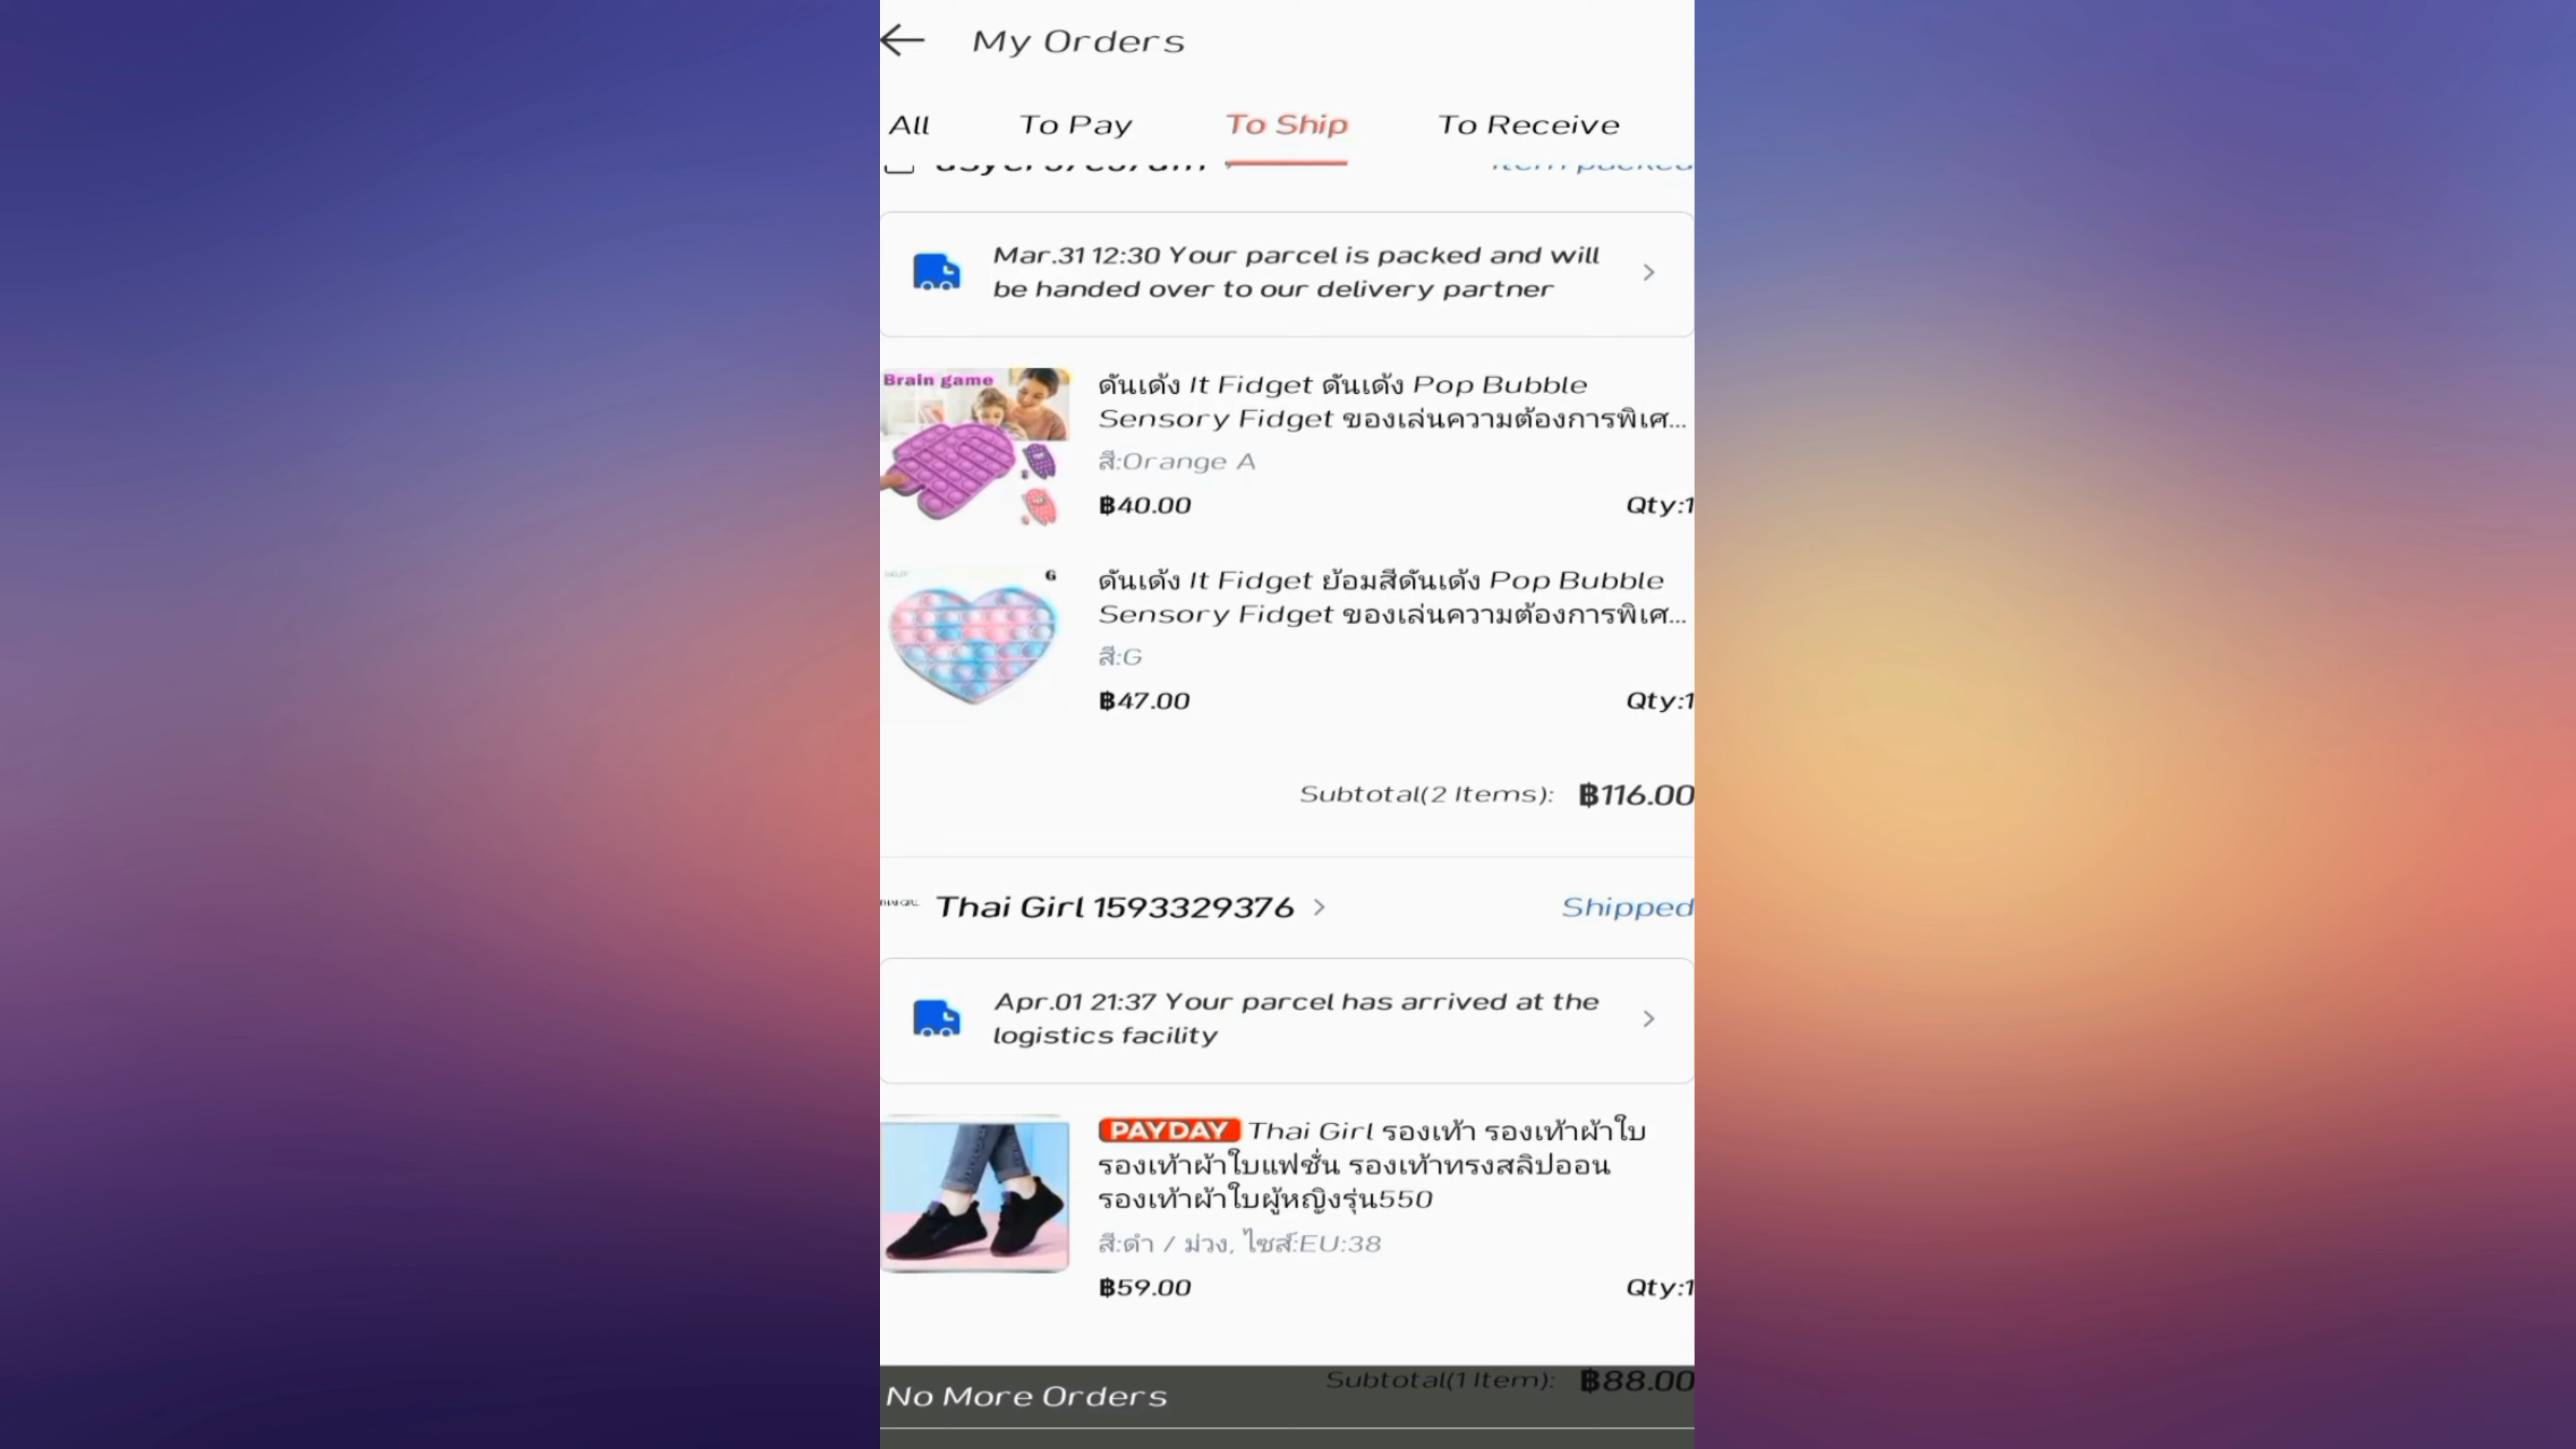 My Orders
All To Pay To Ship To Receive
Mar.31 12:30 Your parcel is packed and will
be handed over to our delivery partner
Brain game
ดันเด้ง It Fidget ดันเด้ง Pop Bubble
Sensory Fidget ของเล่นความต้องการพิเศ...
สี:Orange A
฿40.00 Qty:1
G
ดันเด้ง It Fidget ย้อมสีดันเด้ง Pop Bubble
Sensory Fidget ของเล่นความต้องการพิเศ...
สี:G
฿47.00 Qty:1
Subtotal(2 Items): ฿116.00
THAI GIRL Thai Girl 1593329376 Shipped
Apr.01 21:37 Your parcel has arrived at the
logistics facility
PAYDAY Thai Girl รองเท้า รองเท้าผ้าใบ
รองเท้าผ้าใบแฟชั่น รองเท้าทรงสลิปออน
รองเท้าผ้าใบผู้หญิงรุ่น550
สี:ดำ / ม่วง, ไซส์:EU:38
฿59.00 Qty:1
Subtotal(1 Item): ฿88.00
No More Orders